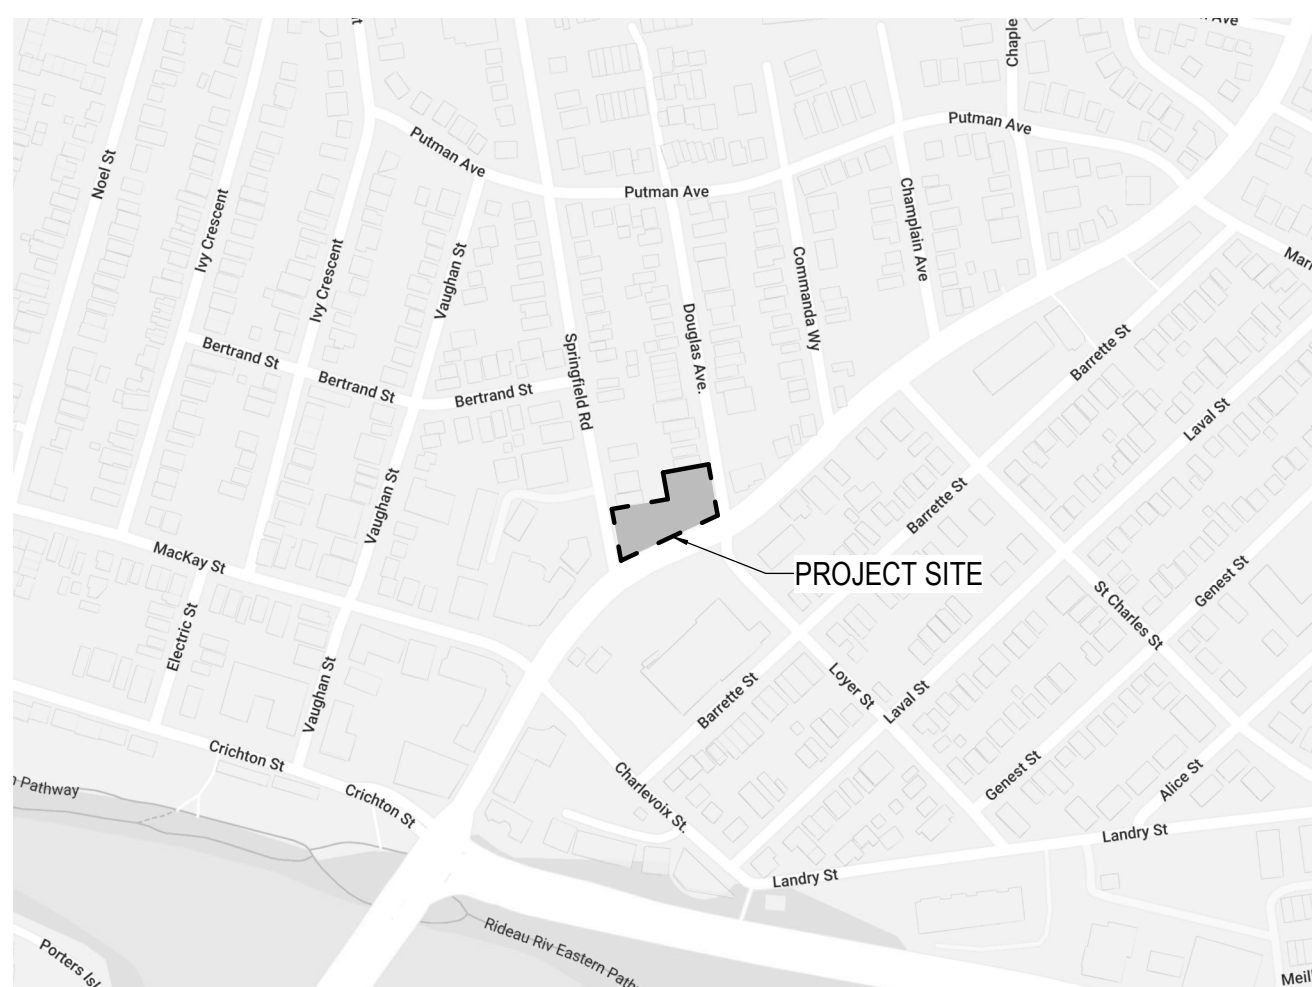 Chaple
Putman Ave
Putman Ave
Putman Ave
Noel St
Ivy Crescent
Ivy Crescent
Vaughan St
Champlain Ave
Commanda Wy
Douglas Ave.
Springfield Rd
Bertrand St
Bertrand St
Bertrand St
Barrette St
Laval St
Vaughan St
Barrette St
MacKay St
PROJECT SITE
Genest St
St Charles St
Electric St
Vaughan St
Loyer St
Laval St
Barrette St
Crichton St
Crichton St
Pathway
Charlevoix St.
Genest St
Alice St
Landry St
Landry St
Rideau Riv Eastern Path
Porters Isl
Meil